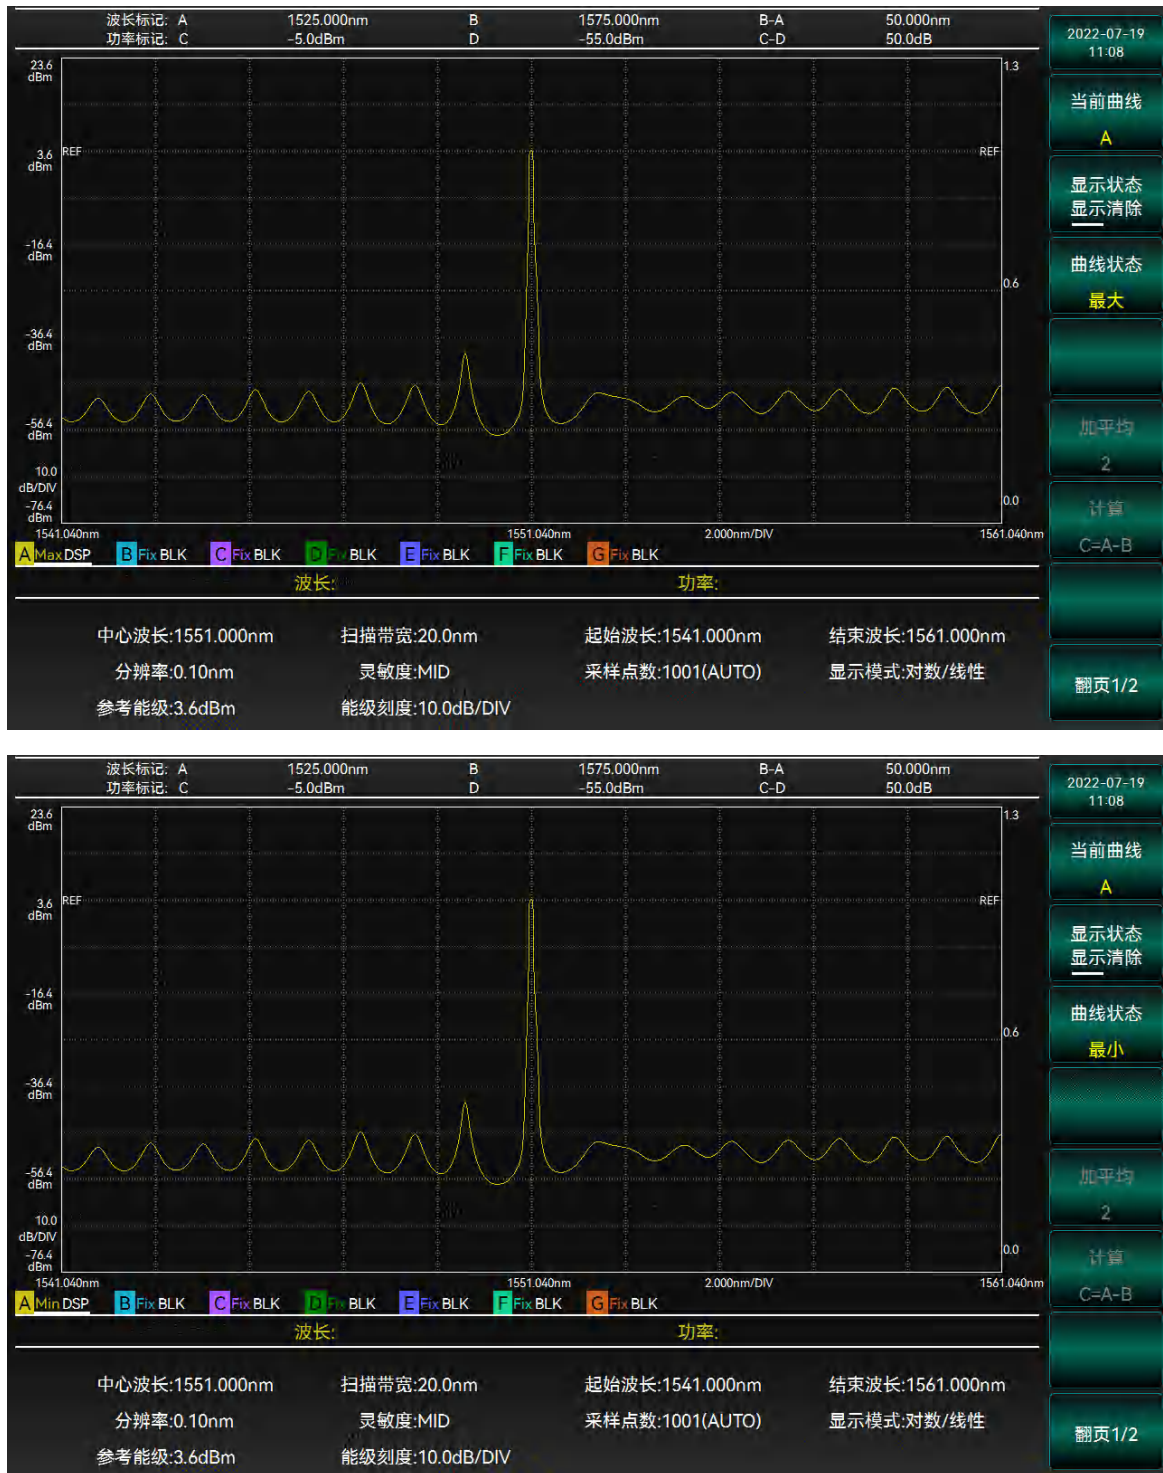 波长标记: A 1525.000nm B 1575.000nm B-A 50.000nm
功率标记: C -5.0dBm D -55.0dBm C-D 50.0dB
2022-07-19
11:08
23.6
dBm
1.3
当前曲线
A
3.6
dBm
REF
REF
显示状态
显示清除
-16.4
dBm
曲线状态
最大
0.6
-36.4
dBm
-56.4
dBm
加平均
2
10.0
dB/DIV
-76.4
dBm
0.0
计算
C=A-B
1541.040nm 1551.040nm 2.000nm/DIV 1561.040nm
A Max DSP B Fix BLK C Fix BLK D Fix BLK E Fix BLK F Fix BLK G Fix BLK
波长: 功率:
中心波长:1551.000nm 扫描带宽:20.0nm 起始波长:1541.000nm 结束波长:1561.000nm
分辨率:0.10nm 灵敏度:MID 采样点数:1001(AUTO) 显示模式:对数/线性
参考能级:3.6dBm 能级刻度:10.0dB/DIV
翻页1/2
波长标记: A 1525.000nm B 1575.000nm B-A 50.000nm
功率标记: C -5.0dBm D -55.0dBm C-D 50.0dB
2022-07-19
11:08
23.6
dBm
1.3
当前曲线
A
3.6
dBm
REF
REF
显示状态
显示清除
-16.4
dBm
曲线状态
最小
0.6
-36.4
dBm
-56.4
dBm
加平均
2
10.0
dB/DIV
-76.4
dBm
0.0
计算
C=A-B
1541.040nm 1551.040nm 2.000nm/DIV 1561.040nm
A Min DSP B Fix BLK C Fix BLK D Fix BLK E Fix BLK F Fix BLK G Fix BLK
波长: 功率:
中心波长:1551.000nm 扫描带宽:20.0nm 起始波长:1541.000nm 结束波长:1561.000nm
分辨率:0.10nm 灵敏度:MID 采样点数:1001(AUTO) 显示模式:对数/线性
参考能级:3.6dBm 能级刻度:10.0dB/DIV
翻页1/2